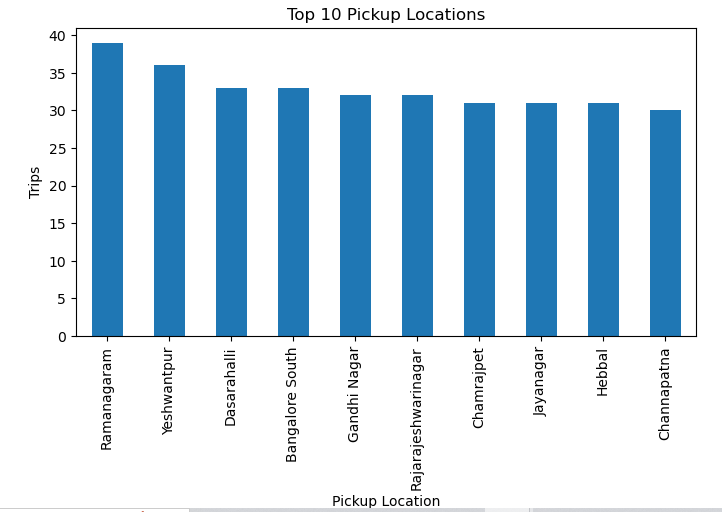 Top 10 Pickup Locations
40
35
30
25
20
15
10
5
0
Trips
Ramanagaram
Yeshwantpur
Dasarahalli
Bangalore South
Gandhi Nagar
Rajarajeshwarinagar
Chamrajpet
Jayanagar
Hebbal
Channapatna
Pickup Location